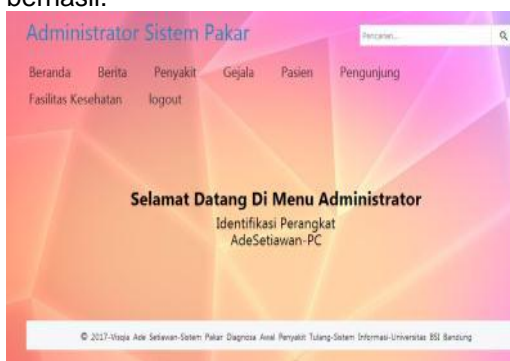 berhasil.
Administrator Sistem Pakar
Pencarian...
Beranda Berita Penyakit Gejala Pasien Pengunjung
Fasilitas Kesehatan logout
Selamat Datang Di Menu Administrator
Identifikasi Perangkat
AdeSetiawan-PC
© 2017-Visqia Ade Setiawan-Sistem Pakar Diagnosa Awal Penyakit Tulang-Sistem Informasi-Universitas BSI Bandung